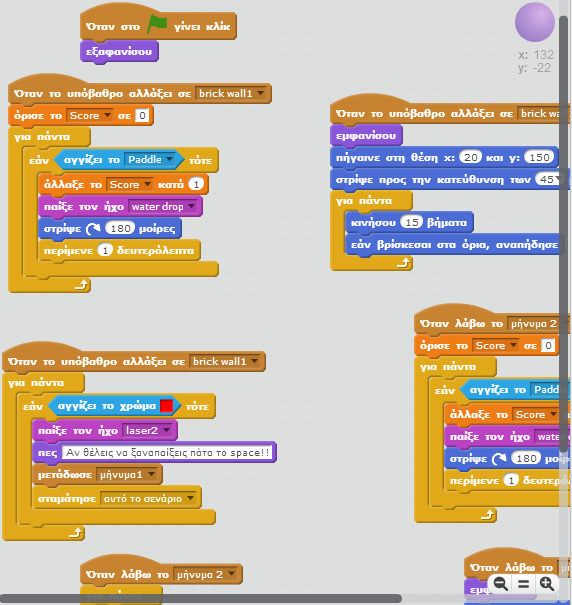 Όταν στο γίνει κλίκ
εξαφανίσου
x: 132
y: -22
Όταν το υπόβαθρο αλλάξει σε brick wall1
όρισε το Score σε 0
για πάντα
εάν αγγίζει το Paddle τότε
άλλαξε το Score κατά 1
παίξε τον ήχο water drop
στρίψε 180 μοίρες
περίμενε 1 δευτερόλεπτα
Όταν το υπόβαθρο αλλάξει σε brick wa
εμφανίσου
πήγαινε στη θέση x: 20 και y: 150
στρίψε προς την κατεύθυνση των 45
για πάντα
κινήσου 15 βήματα
εάν βρίσκεσαι στα όρια, αναπήδησε
Όταν το υπόβαθρο αλλάξει σε brick wall1
για πάντα
εάν αγγίζει το χρώμα τότε
παίξε τον ήχο laser2
πες Αν θέλεις να ξαναπαίξεις πάτα το space!!
μετάδωσε μήνυμα1
σταμάτησε αυτό το σενάριο
Όταν λάβω το μήνυμα 2
όρισε το Score σε 0
για πάντα
εάν αγγίζει το Padd
άλλαξε το Score
παίξε τον ήχο wate
στρίψε 180 μοίρ
περίμενε 1 δευτερό
Όταν λάβω το μήνυμα 2
για πάντα
Όταν λάβω το